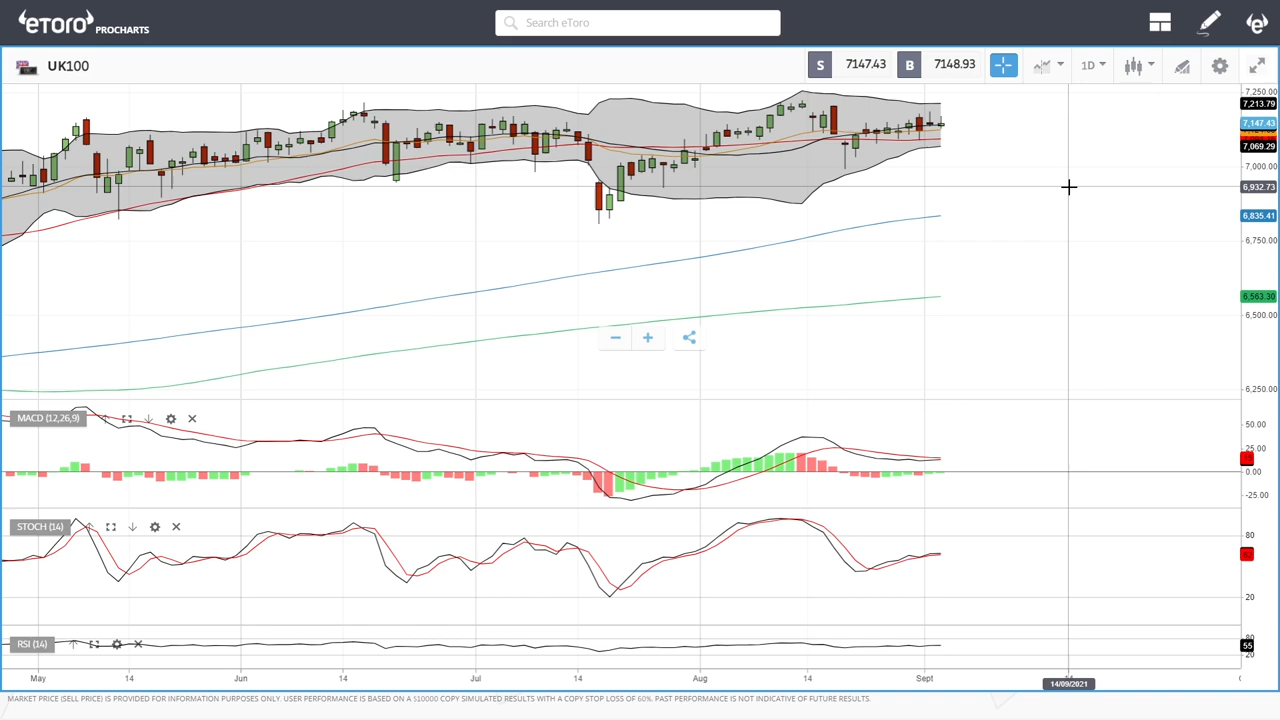 eToro PROCHARTS
Search eToro
UK100
S 7147.43 B 7148.93
1D
7,250.00
7,213.79
7,147.43
7,069.29
7,000.00
6,932.73
6,835.41
6,750.00
6,563.30
6,500.00
6,250.00
MACD (12,26,9)
50.00
25.00
0.00
-25.00
STOCH (14)
80
20
RSI (14)
80
55
20
May 14 Jun 14 Jul 14 Aug 14 Sept
14/09/2021
MARKET PRICE (SELL PRICE) IS PROVIDED FOR INFORMATION PURPOSES ONLY. USER PERFORMANCE IS BASED ON A $10000 COPY SIMULATED RESULTS WITH A COPY STOP LOSS OF 60%. PAST PERFORMANCE IS NOT INDICATIVE OF FUTURE RESULTS.